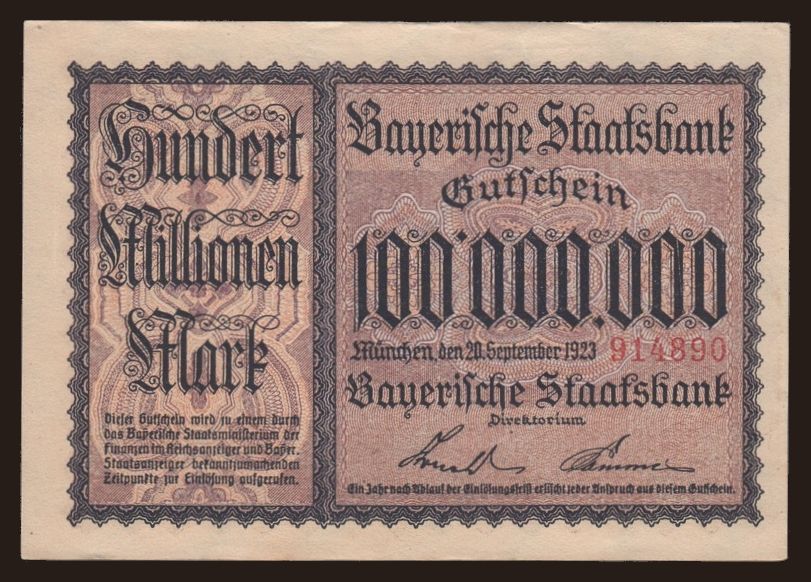 Hundert
Millionen
Mark
Dieser Gutschein wird zu einem durch
das Bayerische Staatsministerium der
Finanzen im Reichsanzeiger und Bayer.
Staatsanzeiger bekanntzumachenden
Zeitpunkte zur Einlösung aufgerufen.
Bayerische Staatsbank
Gutschein
100'000.000
München den 20. September 1923 914890
Bayerische Staatsbank
Direktorium
Ein Jahr nach Ablauf der Einlösungsfrist erlischt jeder Anspruch aus diesem Gutschein.